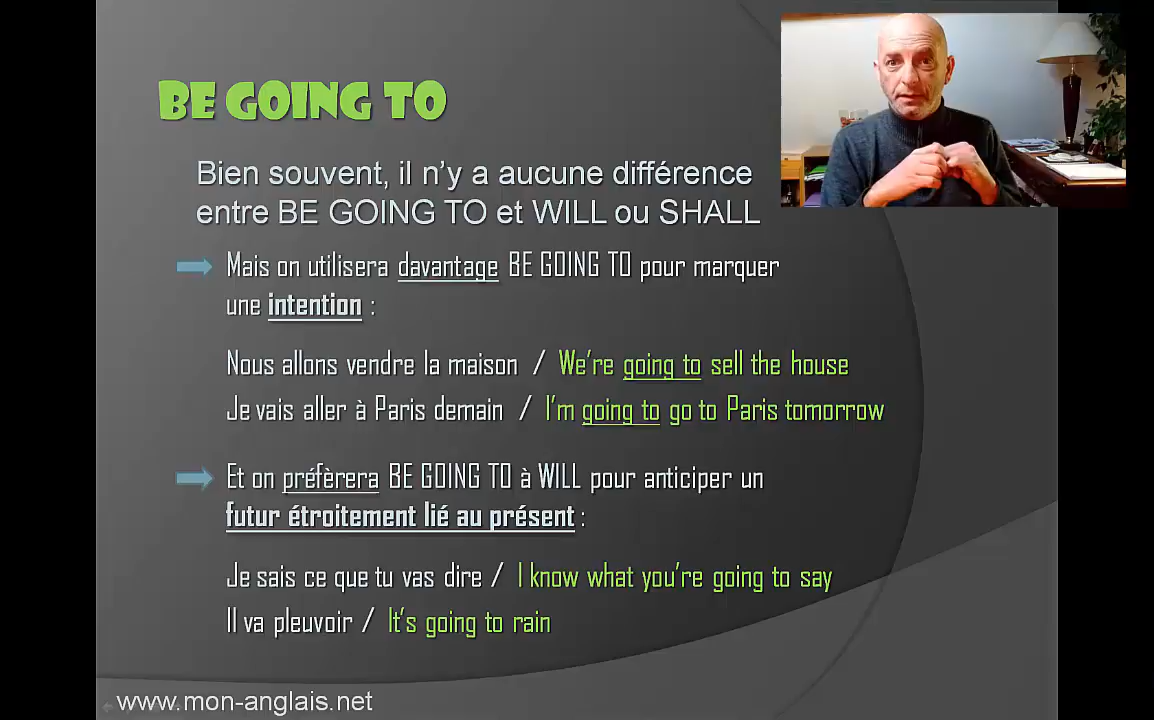 BE GOING TO
Bien souvent, il n'y a aucune différence
entre BE GOING TO et WILL ou SHALL
Mais on utilisera davantage BE GOING TO pour marquer
une intention :
Nous allons vendre la maison / We're going to sell the house
Je vais aller à Paris demain / I'm going to go to Paris tomorrow
Et on préfèrera BE GOING TO à WILL pour anticiper un
futur étroitement lié au présent :
Je sais ce que tu vas dire / I know what you're going to say
Il va pleuvoir / It's going to rain
www.mon-anglais.net